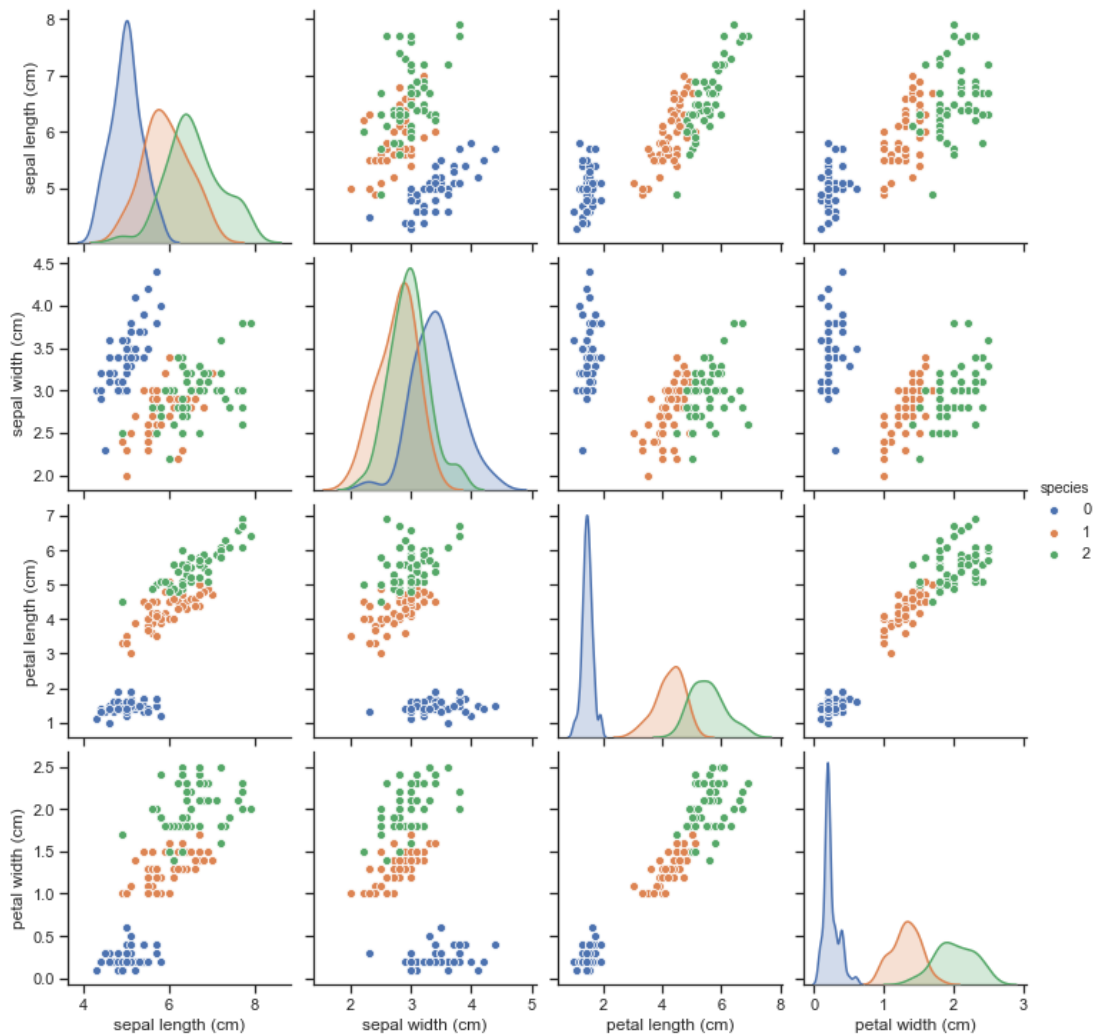 8
7
6
5
sepal length (cm)
4.5
4.0
3.5
3.0
2.5
2.0
sepal width (cm)
species
0
1
2
7
6
5
4
3
2
1
petal length (cm)
2.5
2.0
1.5
1.0
0.5
0.0
petal width (cm)
4 6 8
2 3 4 5
2 4 6 8
0 1 2 3
sepal length (cm)
sepal width (cm)
petal length (cm)
petal width (cm)